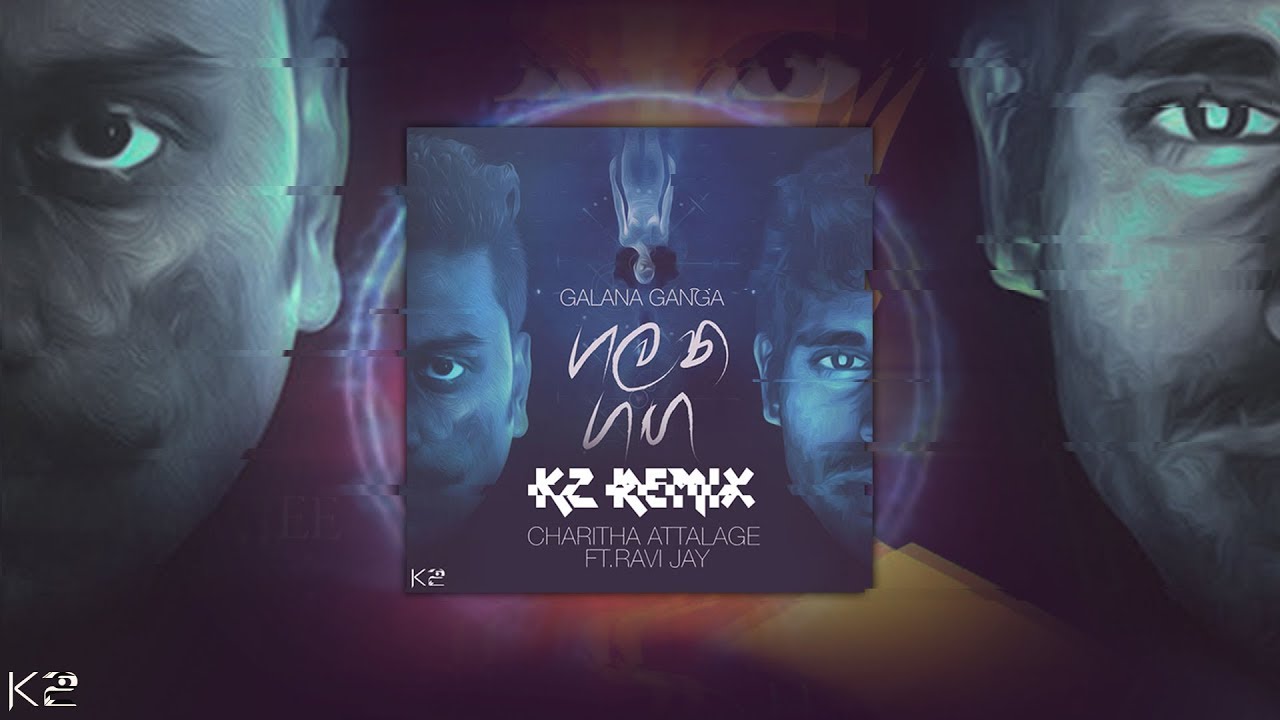 GALANA GANGA
ගලන
ගඟ
K2 REMIX
CHARITHA ATTALAGE
FT.RAVI JAY
K2
K2